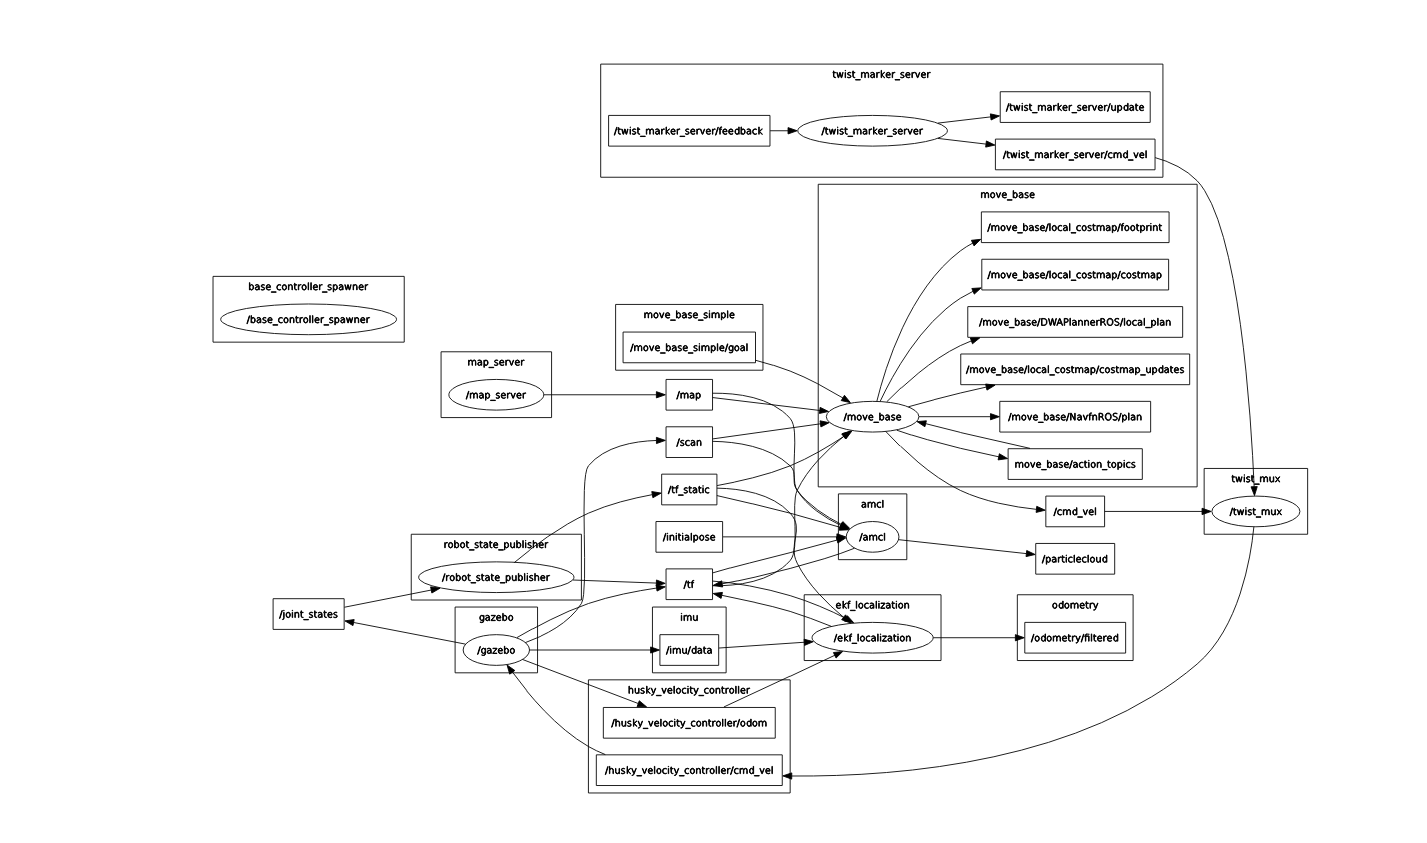 twist_marker_server
/twist_marker_server/feedback
/twist_marker_server
/twist_marker_server/update
/twist_marker_server/cmd_vel
move_base
/move_base/local_costmap/footprint
/move_base/local_costmap/costmap
/move_base/DWAPlannerROS/local_plan
/move_base/local_costmap/costmap_updates
/move_base/NavfnROS/plan
move_base/action_topics
/move_base
base_controller_spawner
/base_controller_spawner
move_base_simple
/move_base_simple/goal
map_server
/map_server
/map
/scan
/tf_static
/initialpose
/tf
amcl
/amcl
/cmd_vel
/particlecloud
twist_mux
/twist_mux
robot_state_publisher
/robot_state_publisher
/joint_states
gazebo
/gazebo
imu
/imu/data
ekf_localization
/ekf_localization
odometry
/odometry/filtered
husky_velocity_controller
/husky_velocity_controller/odom
/husky_velocity_controller/cmd_vel